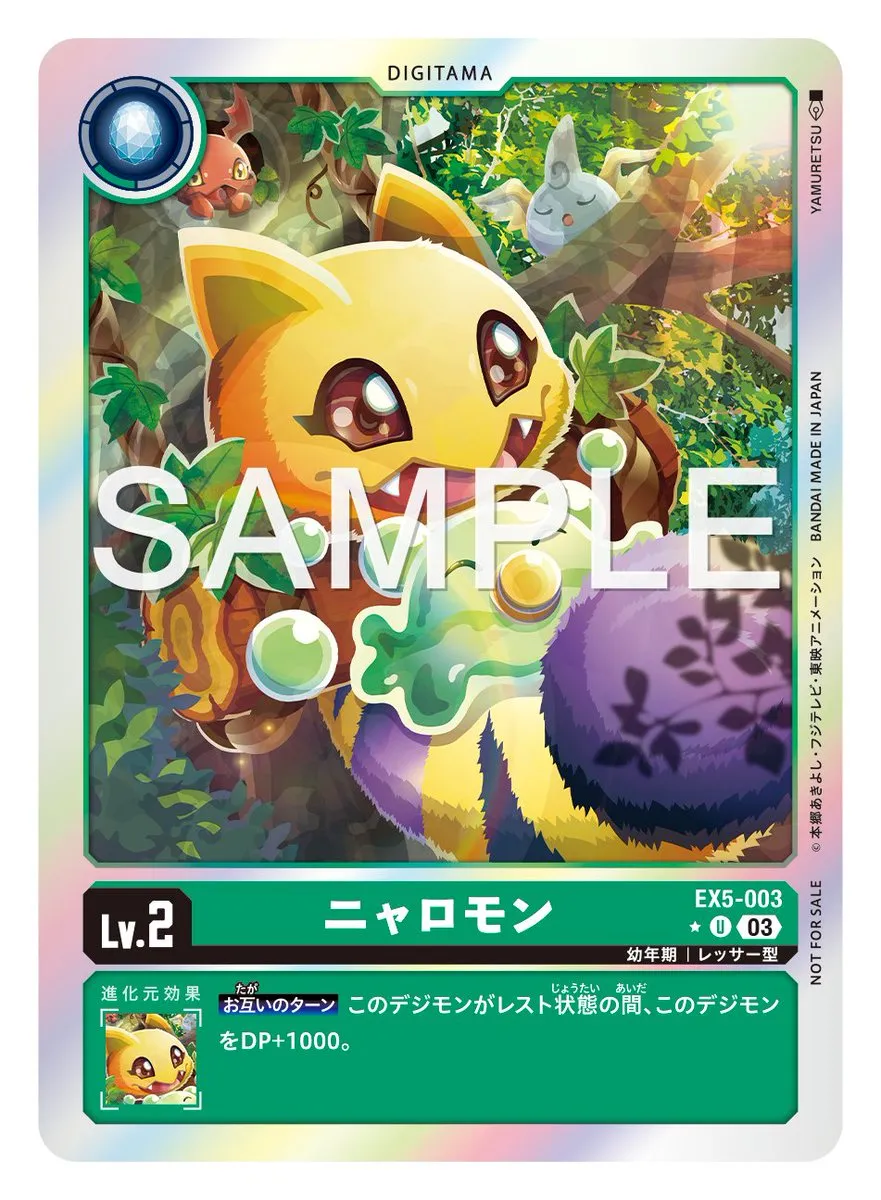 DIGITAMA
YAMURETSU
SAMPLE
©本郷あきよし・フジテレビ・東映アニメーション BANDAI MADE IN JAPAN
NOT FOR SALE
Lv.2
ニャロモン
EX5-003
U 03
幼年期 | レッサー型
進化元効果
たが
お互いのターン
じょうたい あいだ
このデジモンがレスト状態の間、このデジモン
をDP+1000。